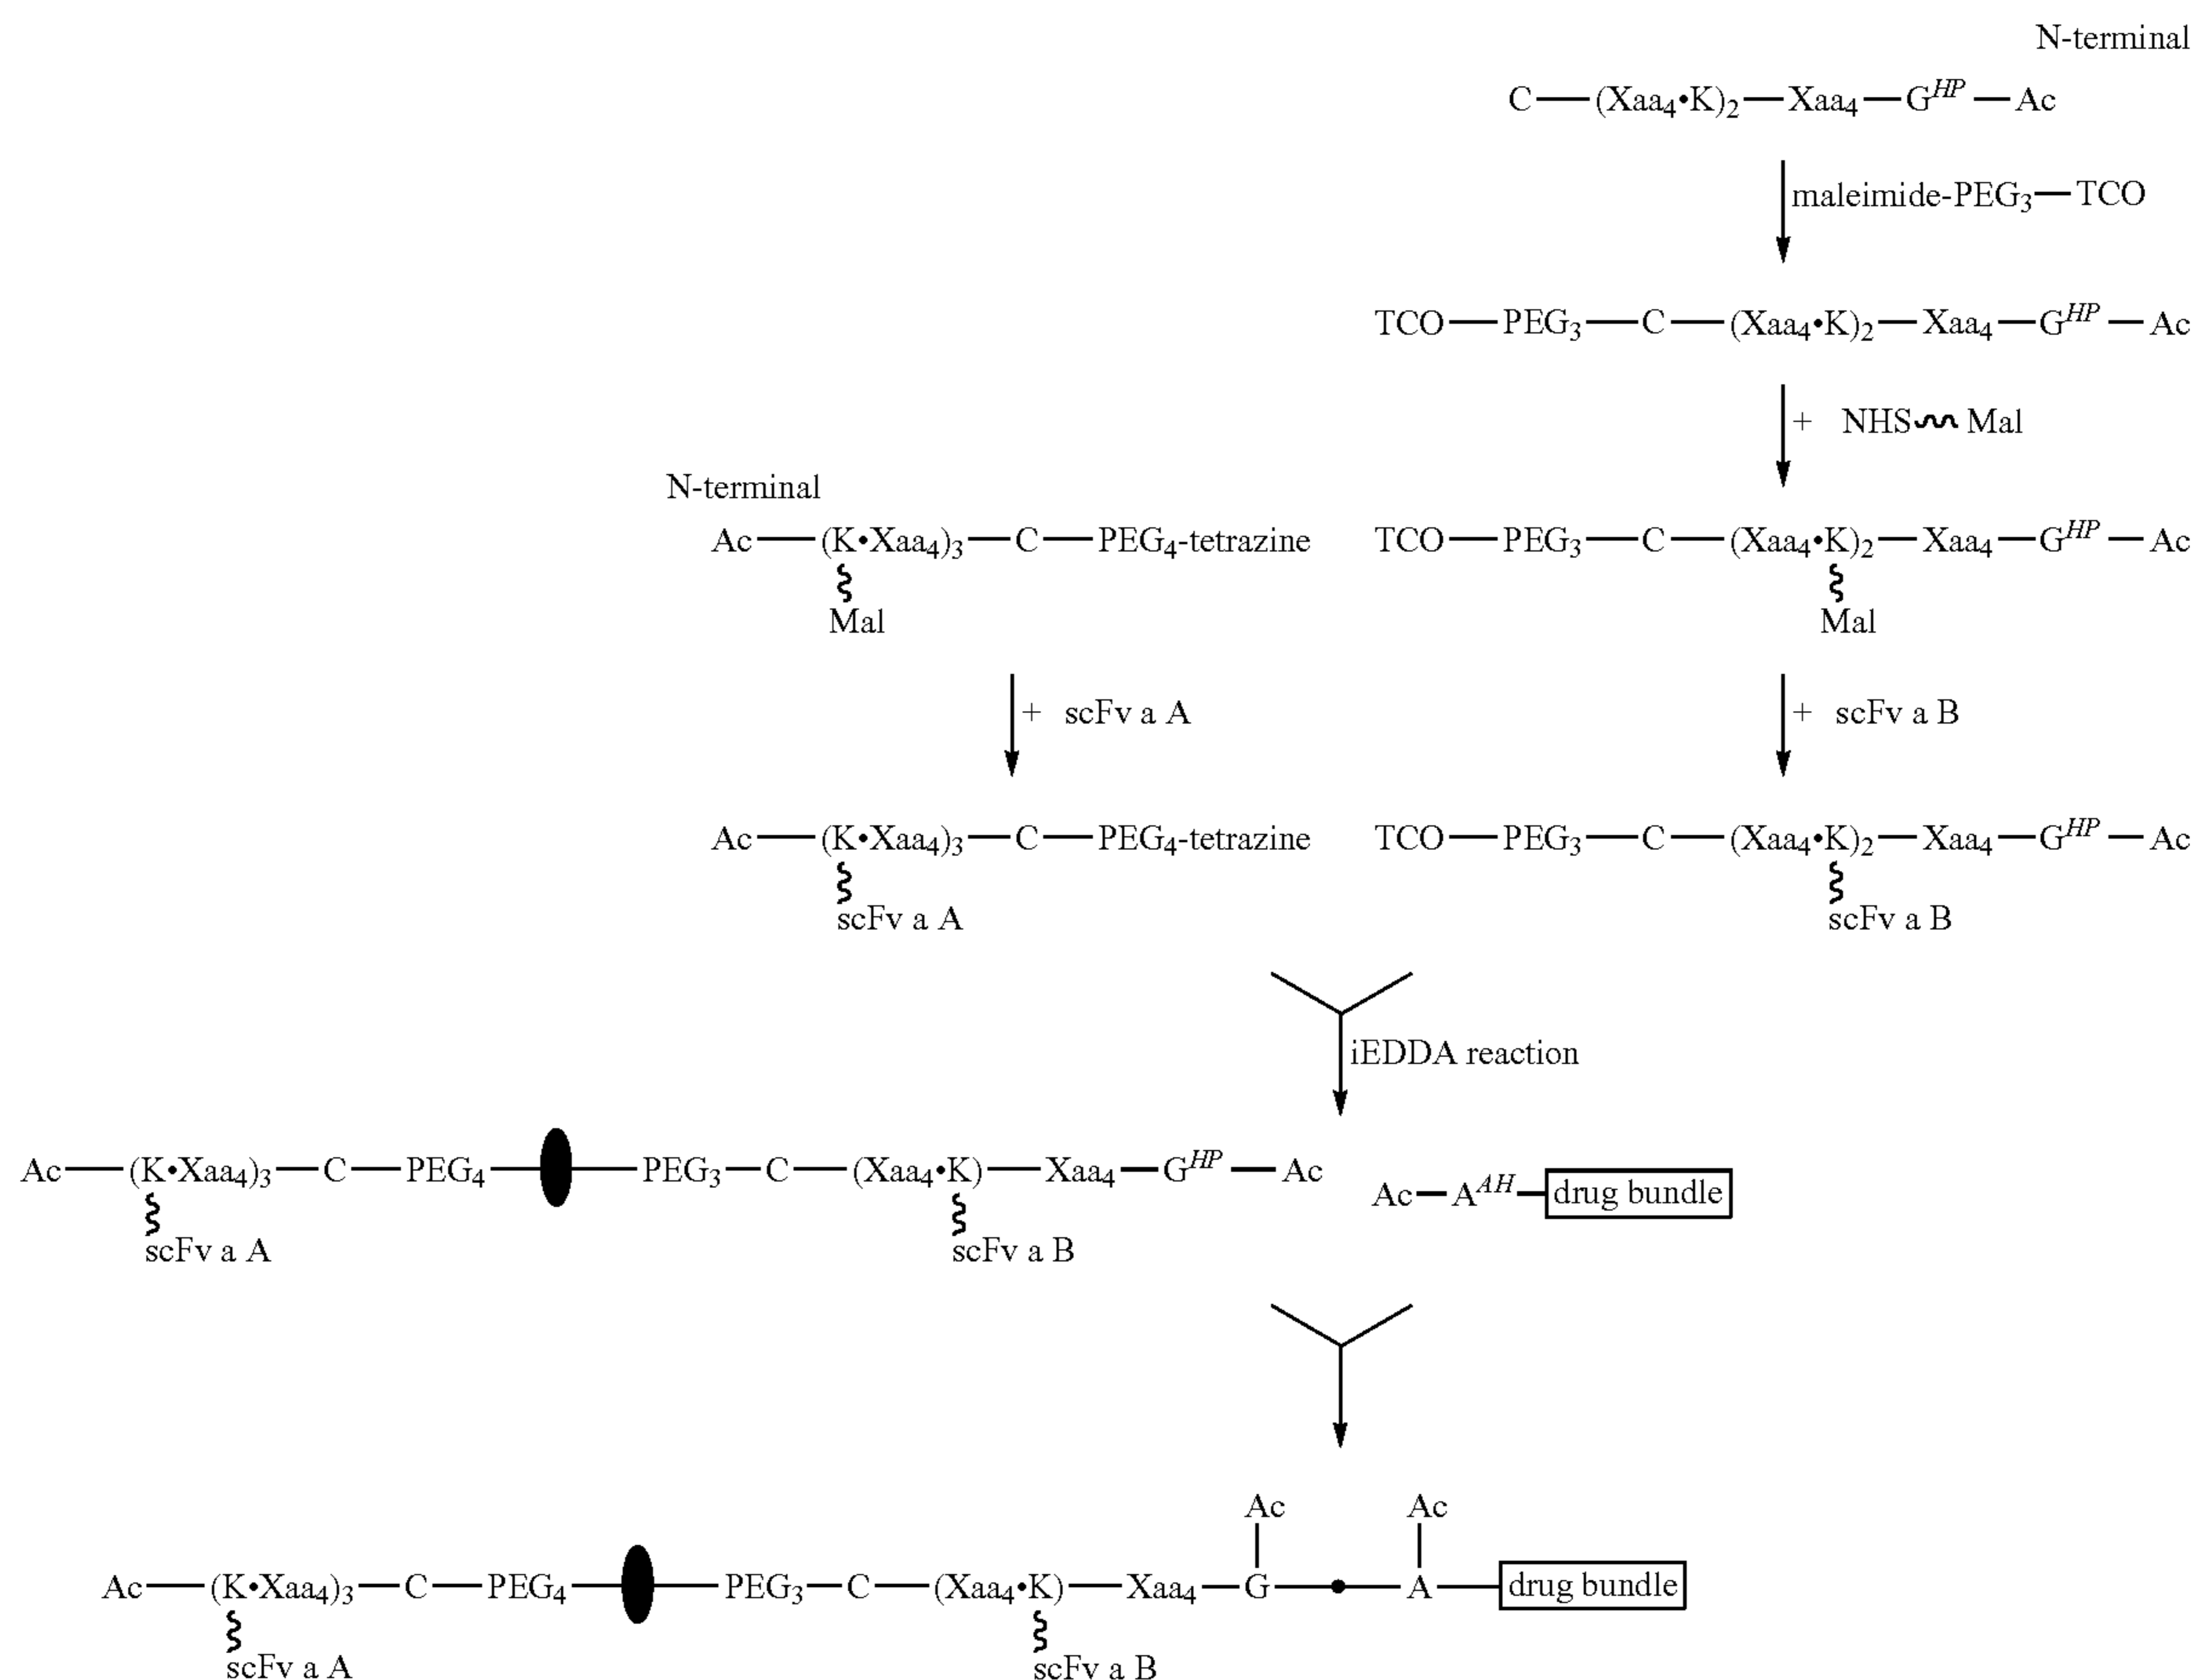 N-terminal
C—(Xaa₄•K)₂—Xaa₄—Gᴴᴾ—Ac
maleimide-PEG₃—TCO
TCO—PEG₃—C—(Xaa₄•K)₂—Xaa₄—Gᴴᴾ—Ac
+ NHS Mal
N-terminal
Ac—(K•Xaa₄)₃—C—PEG₄-tetrazine
Mal
TCO—PEG₃—C—(Xaa₄•K)₂—Xaa₄—Gᴴᴾ—Ac
Mal
+ scFv a A
+ scFv a B
Ac—(K•Xaa₄)₃—C—PEG₄-tetrazine
scFv a A
TCO—PEG₃—C—(Xaa₄•K)₂—Xaa₄—Gᴴᴾ—Ac
scFv a B
iEDDA reaction
Ac—(K•Xaa₄)₃—C—PEG₄—PEG₃—C—(Xaa₄•K)—Xaa₄—Gᴴᴾ—Ac
scFv a A
scFv a B
Ac—Aᴬᴴ—drug bundle
Ac Ac
Ac—(K•Xaa₄)₃—C—PEG₄—PEG₃—C—(Xaa₄•K)—Xaa₄—G—•—A—drug bundle
scFv a A
scFv a B